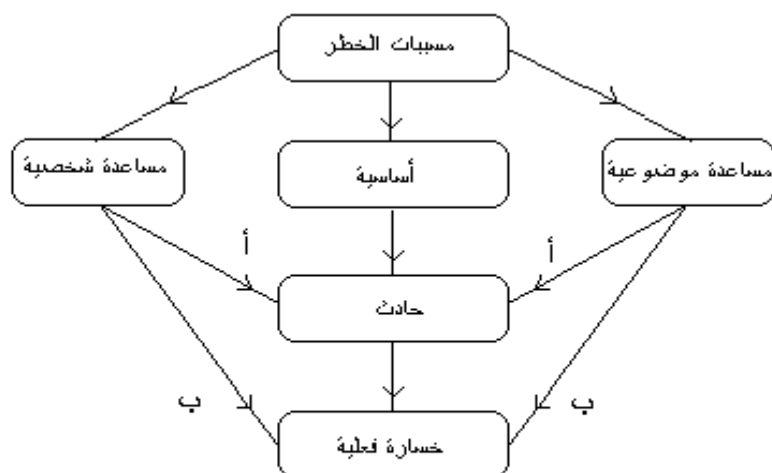 مسببات الخطر
مساعدة موضوعية
أساسية
مساعدة شخصية
أ
أ
حادث
ب
ب
خسارة فعلية